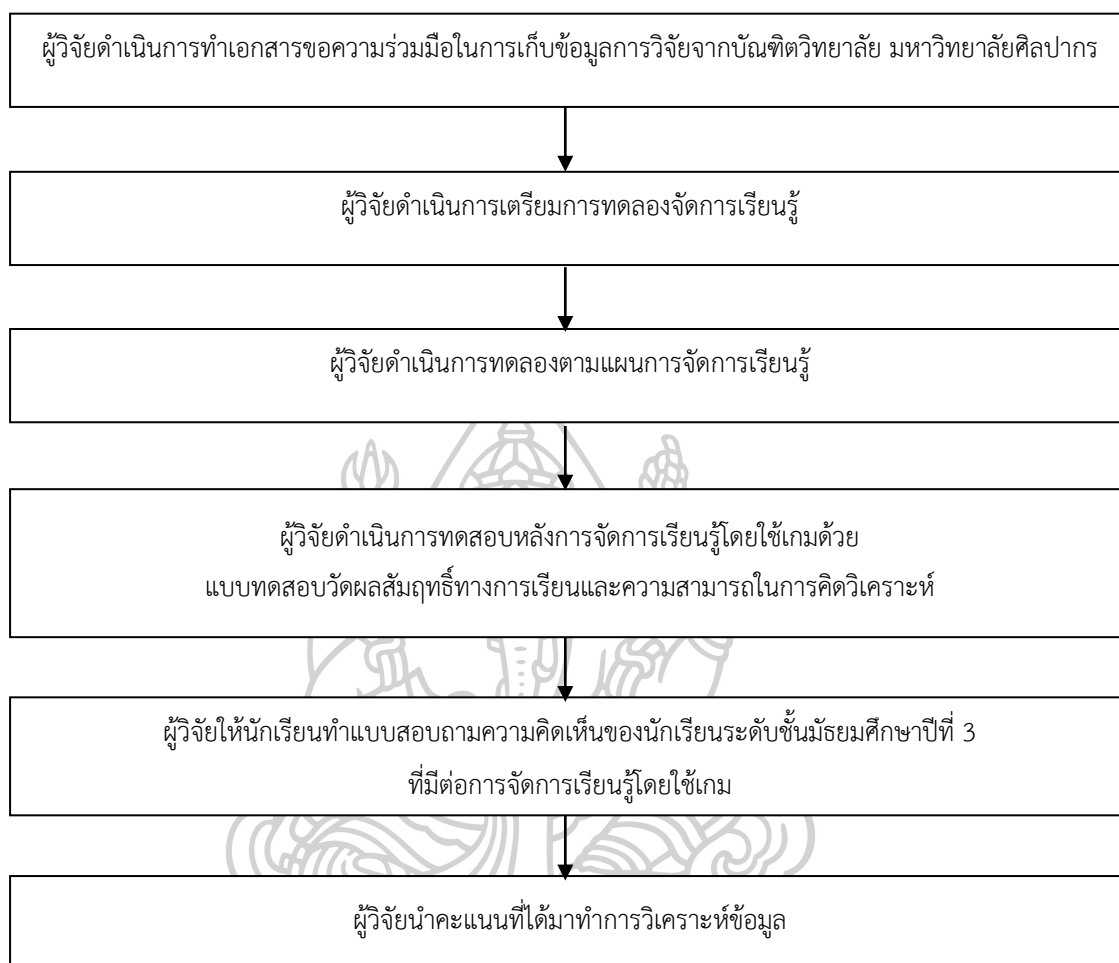 ผู้วิจัยดำเนินการทำเอกสารขอความร่วมมือในการเก็บข้อมูลการวิจัยจากบัณฑิตวิทยาลัย มหาวิทยาลัยศิลปากร
ผู้วิจัยดำเนินการเตรียมการทดลองจัดการเรียนรู้
ผู้วิจัยดำเนินการทดลองตามแผนการจัดการเรียนรู้
ผู้วิจัยดำเนินการทดสอบหลังการจัดการเรียนรู้โดยใช้เกมด้วย
แบบทดสอบวัดผลสัมฤทธิ์ทางการเรียนและความสามารถในการคิดวิเคราะห์
ผู้วิจัยให้นักเรียนทำแบบสอบถามความคิดเห็นของนักเรียนระดับชั้นมัธยมศึกษาปีที่ 3
ที่มีต่อการจัดการเรียนรู้โดยใช้เกม
ผู้วิจัยนำคะแนนที่ได้มาทำการวิเคราะห์ข้อมูล